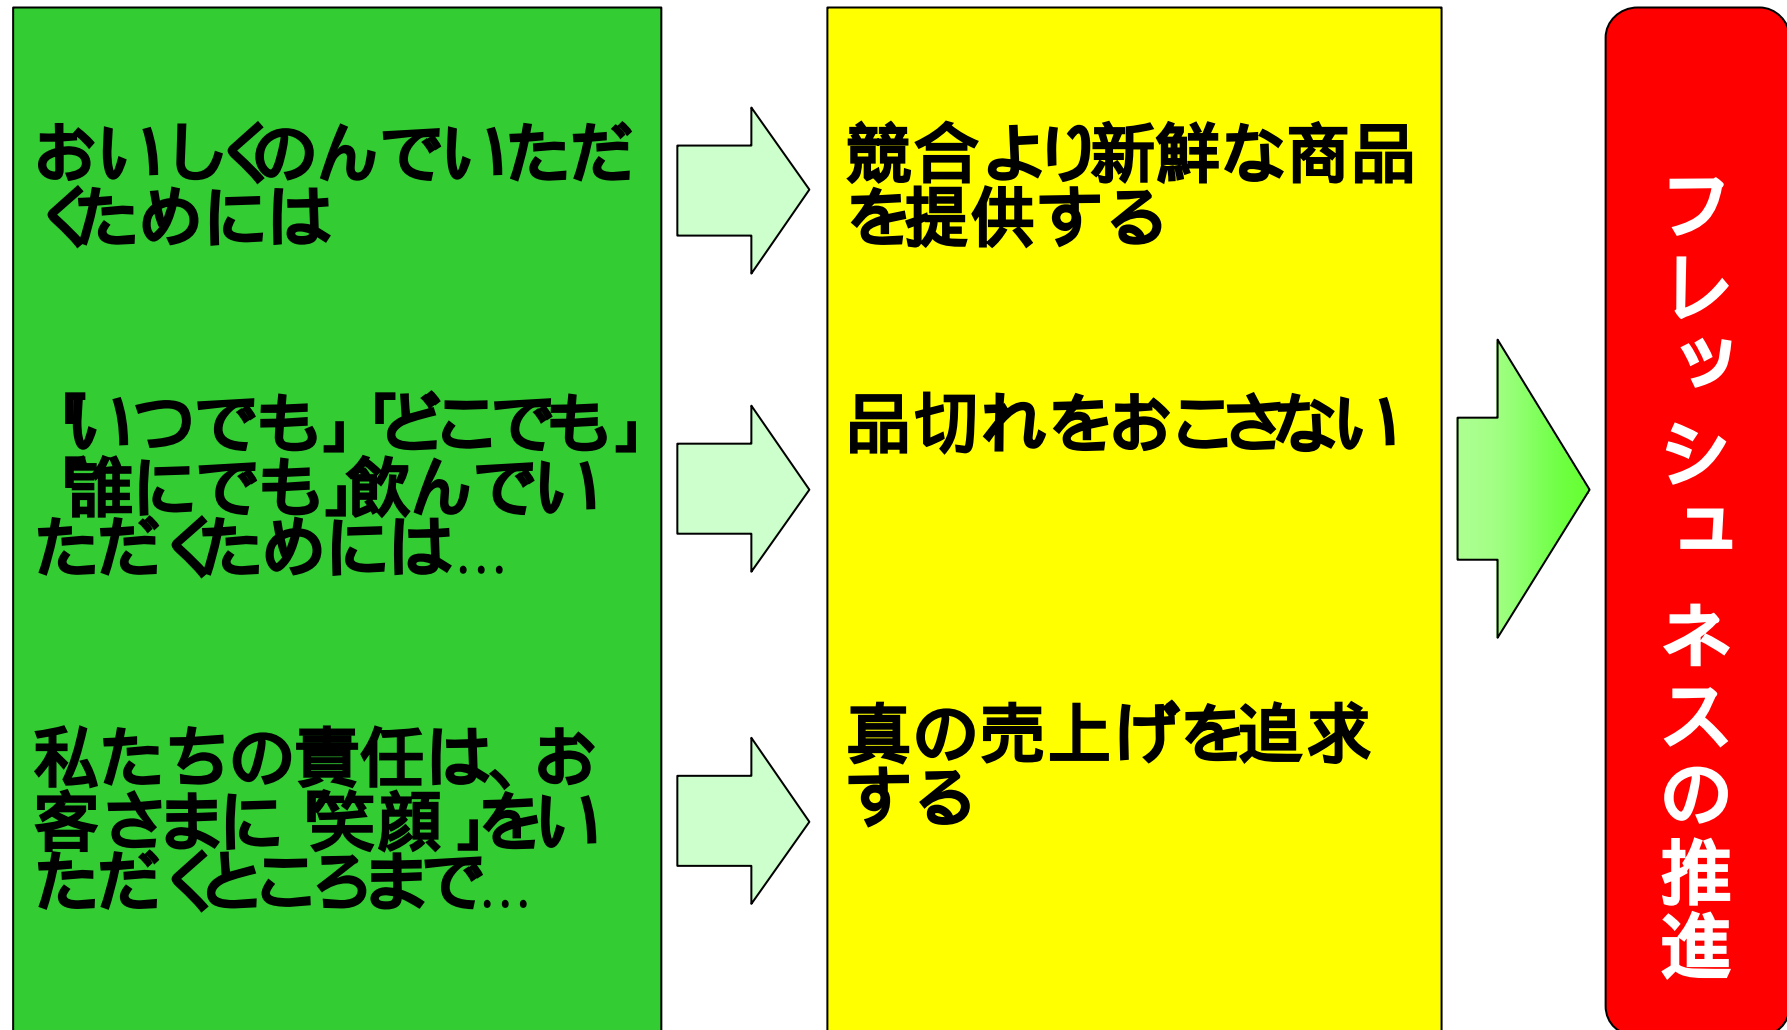 おいしくのんでいただ
くためには
「いつでも」「どこでも」
「誰にでも」飲んでい
ただくためには…
私たちの責任は、お
客さまに「笑顔」をい
ただくところまで…
競合より新鮮な商品
を提供する
品切れをおこさない
真の売上げを追求
する
フレッシュネスの推進